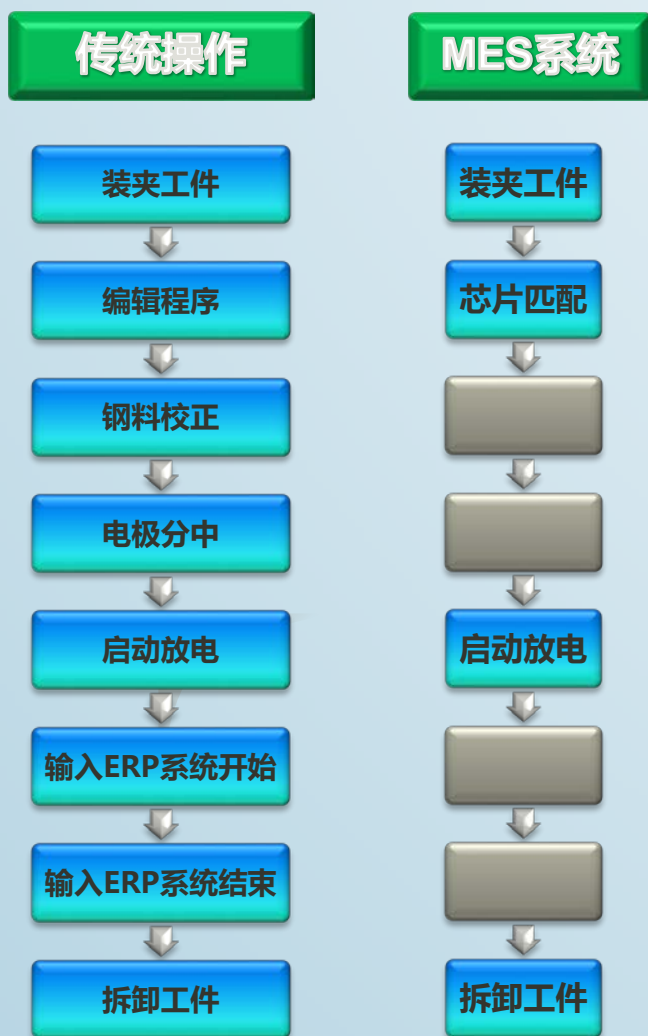 传统操作
MES系统
装夹工件
编辑程序
钢料校正
电极分中
启动放电
输入ERP系统开始
输入ERP系统结束
拆卸工件
装夹工件
芯片匹配
启动放电
拆卸工件